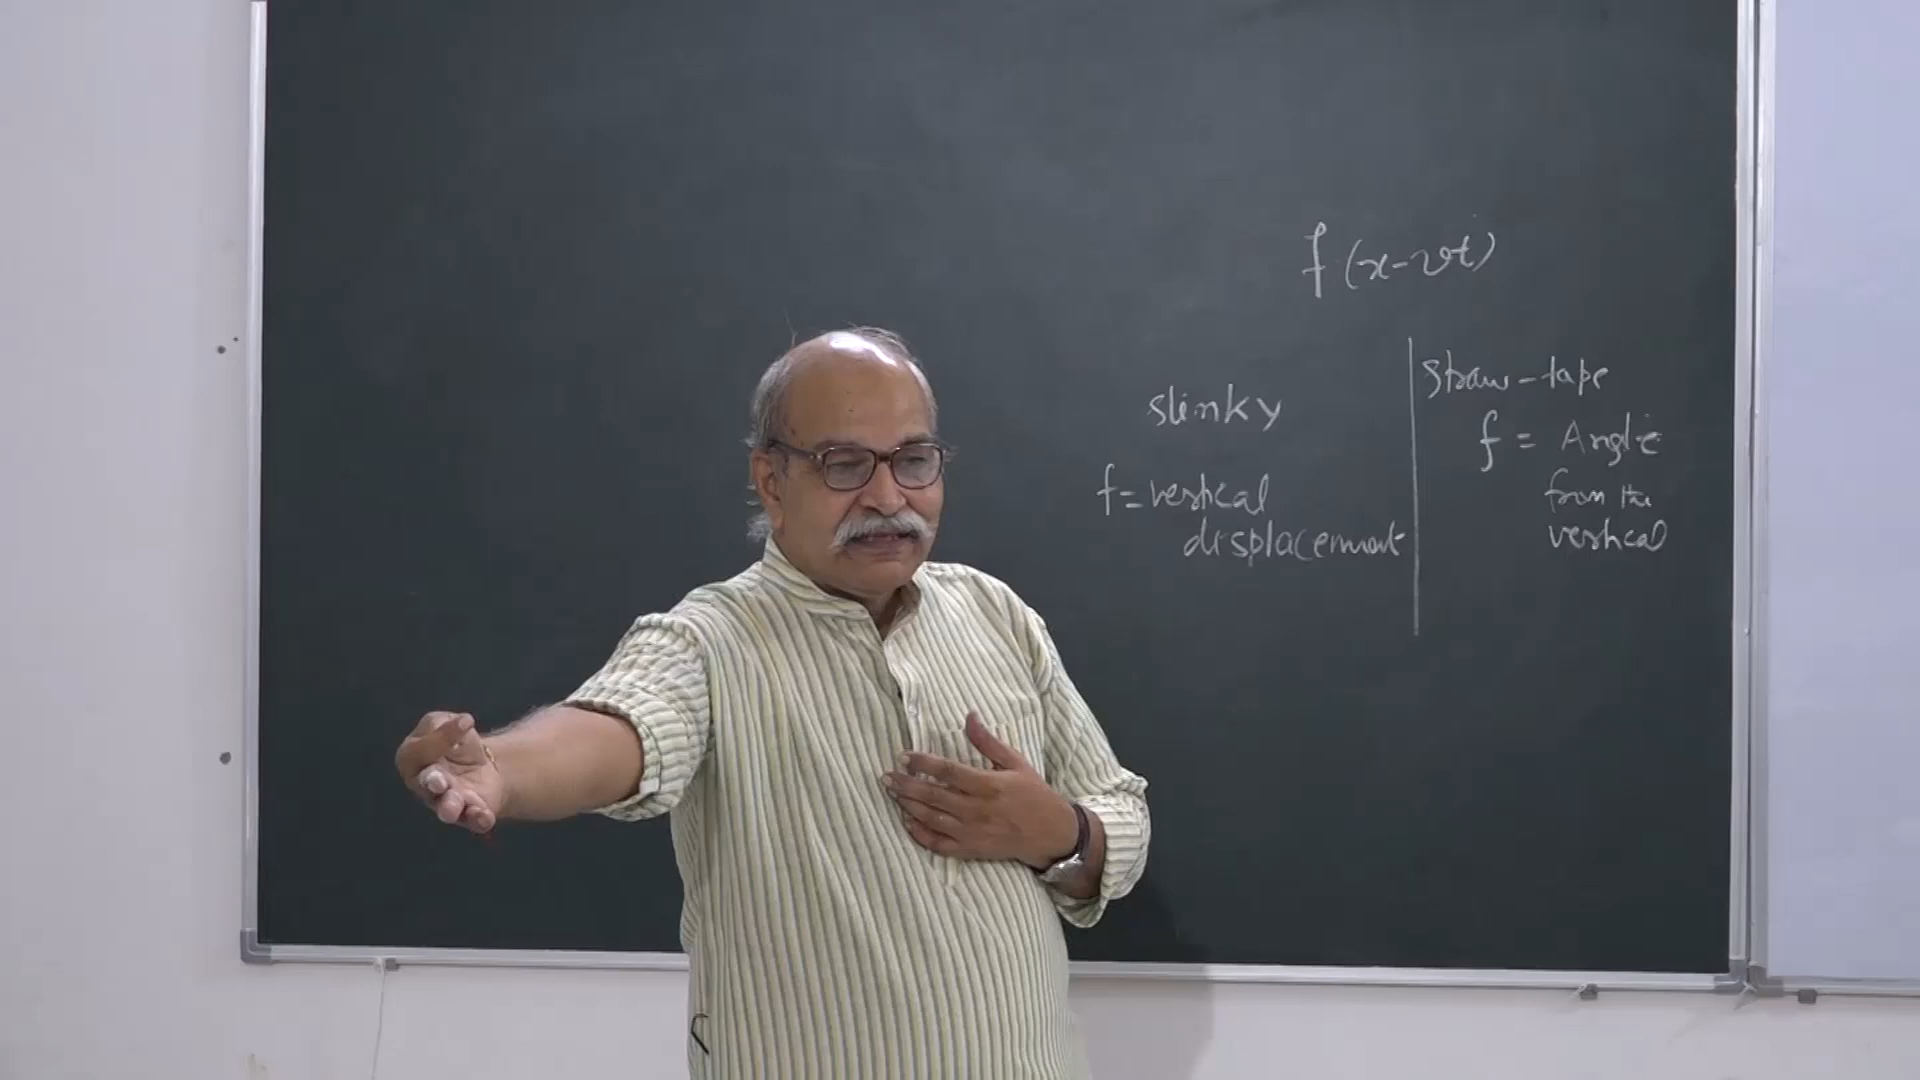 f (x-vt)
slinky
f = vertical
displacement
straw-tape
f = Angle
from the
vertical